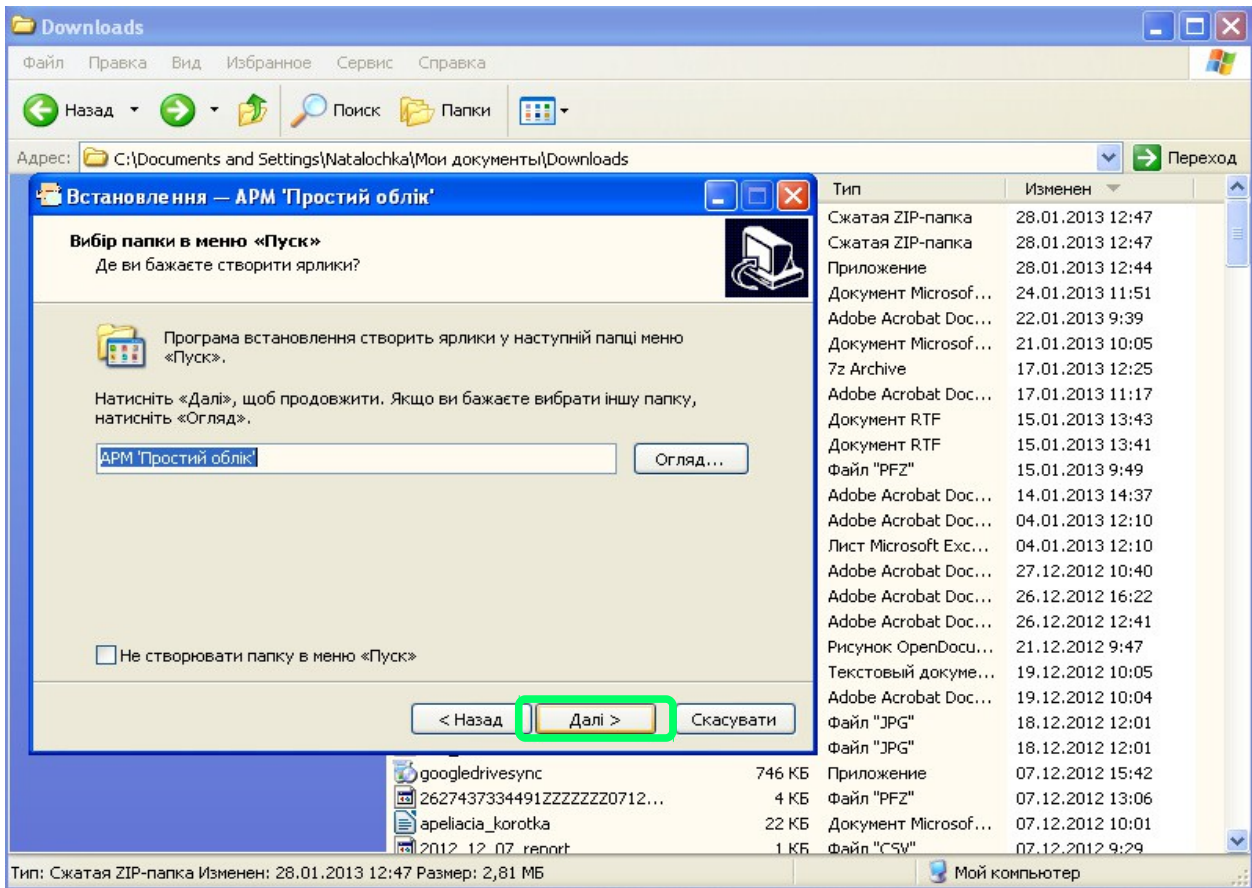 Downloads
Файл Правка Вид Избранное Сервис Справка
Назад Поиск Папки
Адрес: C:\Documents and Settings\Natalochka\Мои документы\Downloads Переход
Встановлення — АРМ 'Простий облік'
Вибір папки в меню «Пуск»
Де ви бажаєте створити ярлики?
Програма встановлення створить ярлики у наступній папці меню
«Пуск».
Натисніть «Далі», щоб продовжити. Якщо ви бажаєте вибрати іншу папку,
натисніть «Огляд».
АРМ 'Простий облік'
Огляд...
Не створювати папку в меню «Пуск»
< Назад Далі > Скасувати
Тип Изменен
Сжатая ZIP-папка 28.01.2013 12:47
Сжатая ZIP-папка 28.01.2013 12:47
Приложение 28.01.2013 12:44
Документ Microsof... 24.01.2013 11:51
Adobe Acrobat Doc... 22.01.2013 9:39
Документ Microsof... 21.01.2013 10:05
7z Archive 17.01.2013 12:25
Adobe Acrobat Doc... 17.01.2013 11:17
Документ RTF 15.01.2013 13:43
Документ RTF 15.01.2013 13:41
Файл "PFZ" 15.01.2013 9:49
Adobe Acrobat Doc... 14.01.2013 14:37
Adobe Acrobat Doc... 04.01.2013 12:10
Лист Microsoft Exc... 04.01.2013 12:10
Adobe Acrobat Doc... 27.12.2012 10:40
Adobe Acrobat Doc... 26.12.2012 16:22
Adobe Acrobat Doc... 26.12.2012 12:41
Рисунок OpenDocu... 21.12.2012 9:47
Текстовый докуме... 19.12.2012 10:05
Adobe Acrobat Doc... 19.12.2012 10:04
Файл "JPG" 18.12.2012 12:01
Файл "JPG" 18.12.2012 12:01
googledrivesync 746 КБ Приложение 07.12.2012 15:42
2627437334491ZZZZZZZ0712... 4 КБ Файл "PFZ" 07.12.2012 13:06
apeliacia_korotka 22 КБ Документ Microsof... 07.12.2012 10:01
2012_12_07_report 1 КБ Файл "CSV" 07.12.2012 9:29
Тип: Сжатая ZIP-папка Изменен: 28.01.2013 12:47 Размер: 2,81 МБ Мой компьютер